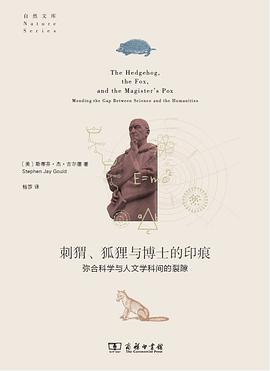 自然文库
Nature
Series
The Hedgehog,
the Fox,
and the Magister's Pox
Mending the Gap Between Science and the Humanities
E=m
[美] 斯蒂芬·杰·古尔德 著
Stephen Jay Gould
杨莎 译
刺猬、狐狸与博士的印痕
弥合科学与人文学科间的裂隙
商务印书馆
The Commercial Press